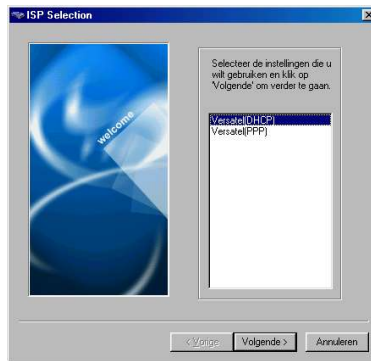 ISP Selection
welcome
Selecteer de instellingen die u
wilt gebruiken en klik op
'Volgende' om verder te gaan.
Versatel(DHCP)
Versatel(PPP)
< Vorige
Volgende >
Annuleren